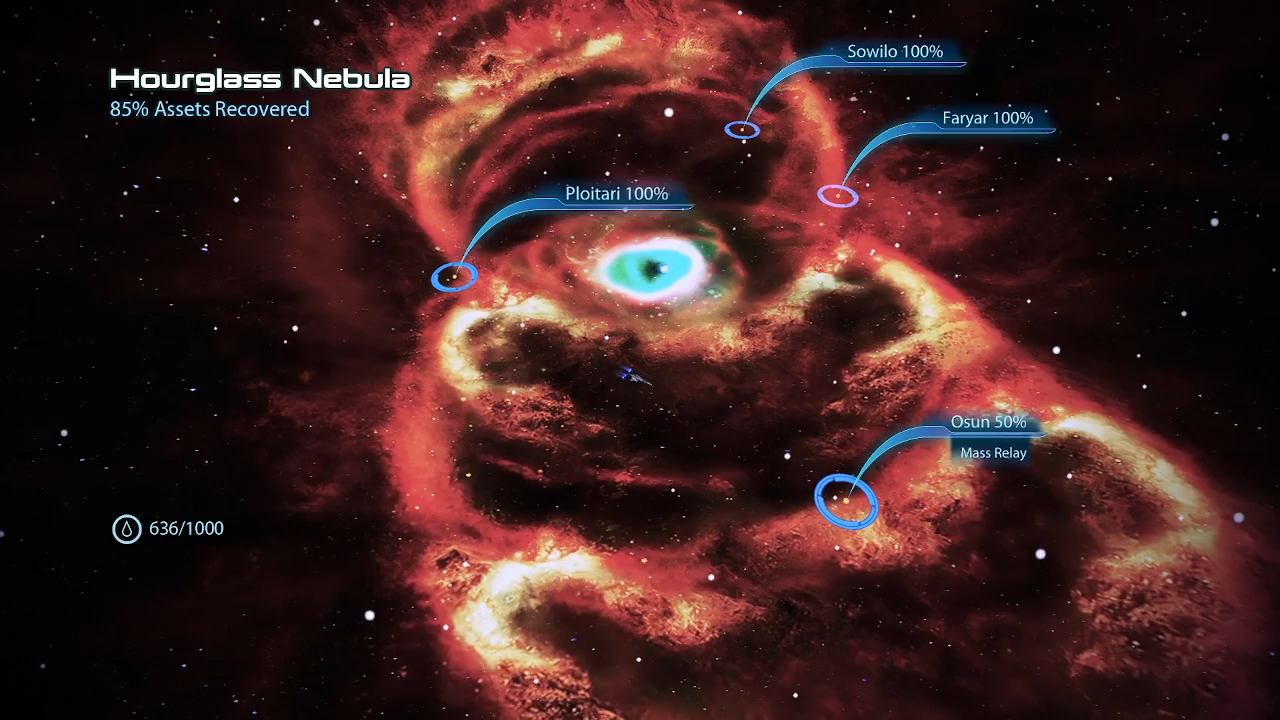 Hourglass Nebula
85% Assets Recovered
Sowilo 100%
Faryar 100%
Ploitari 100%
Osun 50%
Mass Relay
636/1000